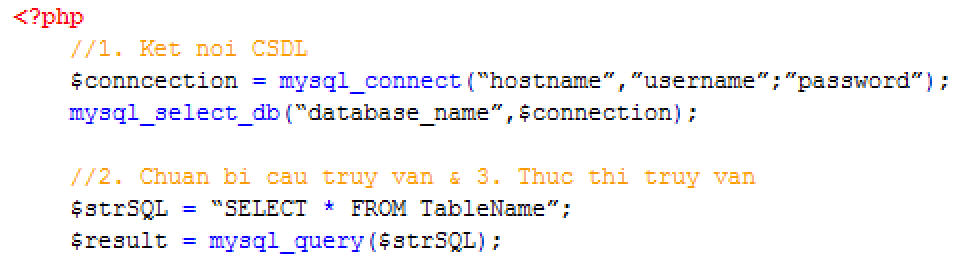 <?php
//1. Ket noi CSDL
$conncection = mysql_connect(“hostname”,”username”;”password”);
mysql_select_db(“database_name”,$connection);
//2. Chuan bi cau truy van & 3. Thuc thi truy van
$strSQL = “SELECT * FROM TableName”;
$result = mysql_query($strSQL);